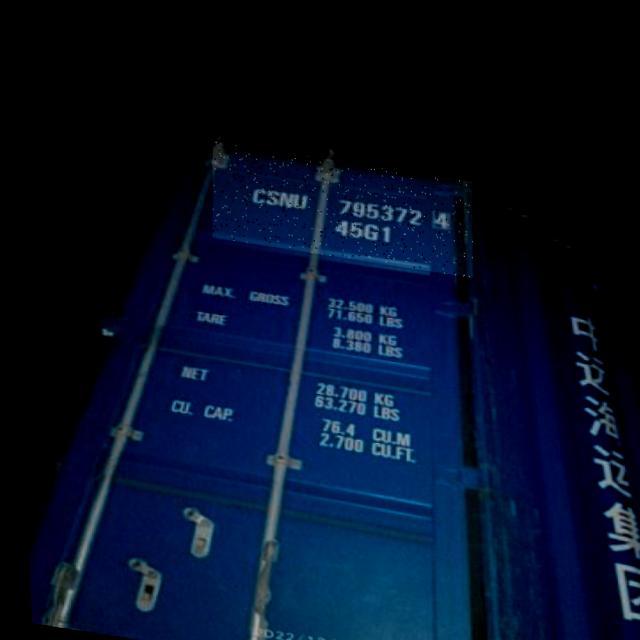 CSNU 795372 4
45G1
MAX. GROSS 32.500 KGS
71.650 LBS
TARE 3.800 KGS
8.380 LBS
NET 28.700 KG
63.270 LBS
CU. CAP 76.4 CU.M
2.700 CU.FT.
中远海运集团